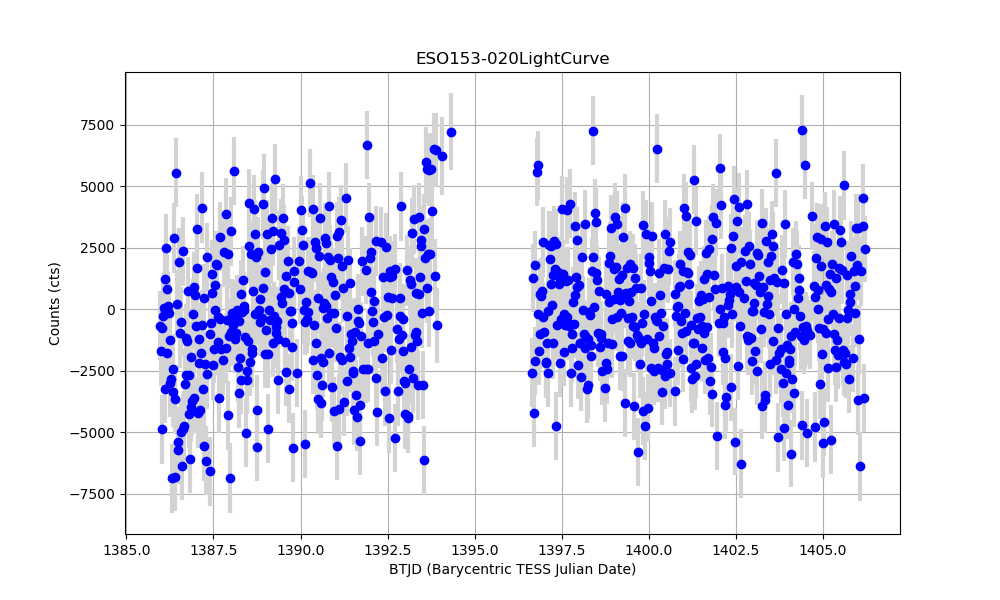 ESO153-020LightCurve
7500
5000
2500
0
−2500
−5000
−7500
Counts (cts)
1385.0 1387.5 1390.0 1392.5 1395.0 1397.5 1400.0 1402.5 1405.0
BTJD (Barycentric TESS Julian Date)